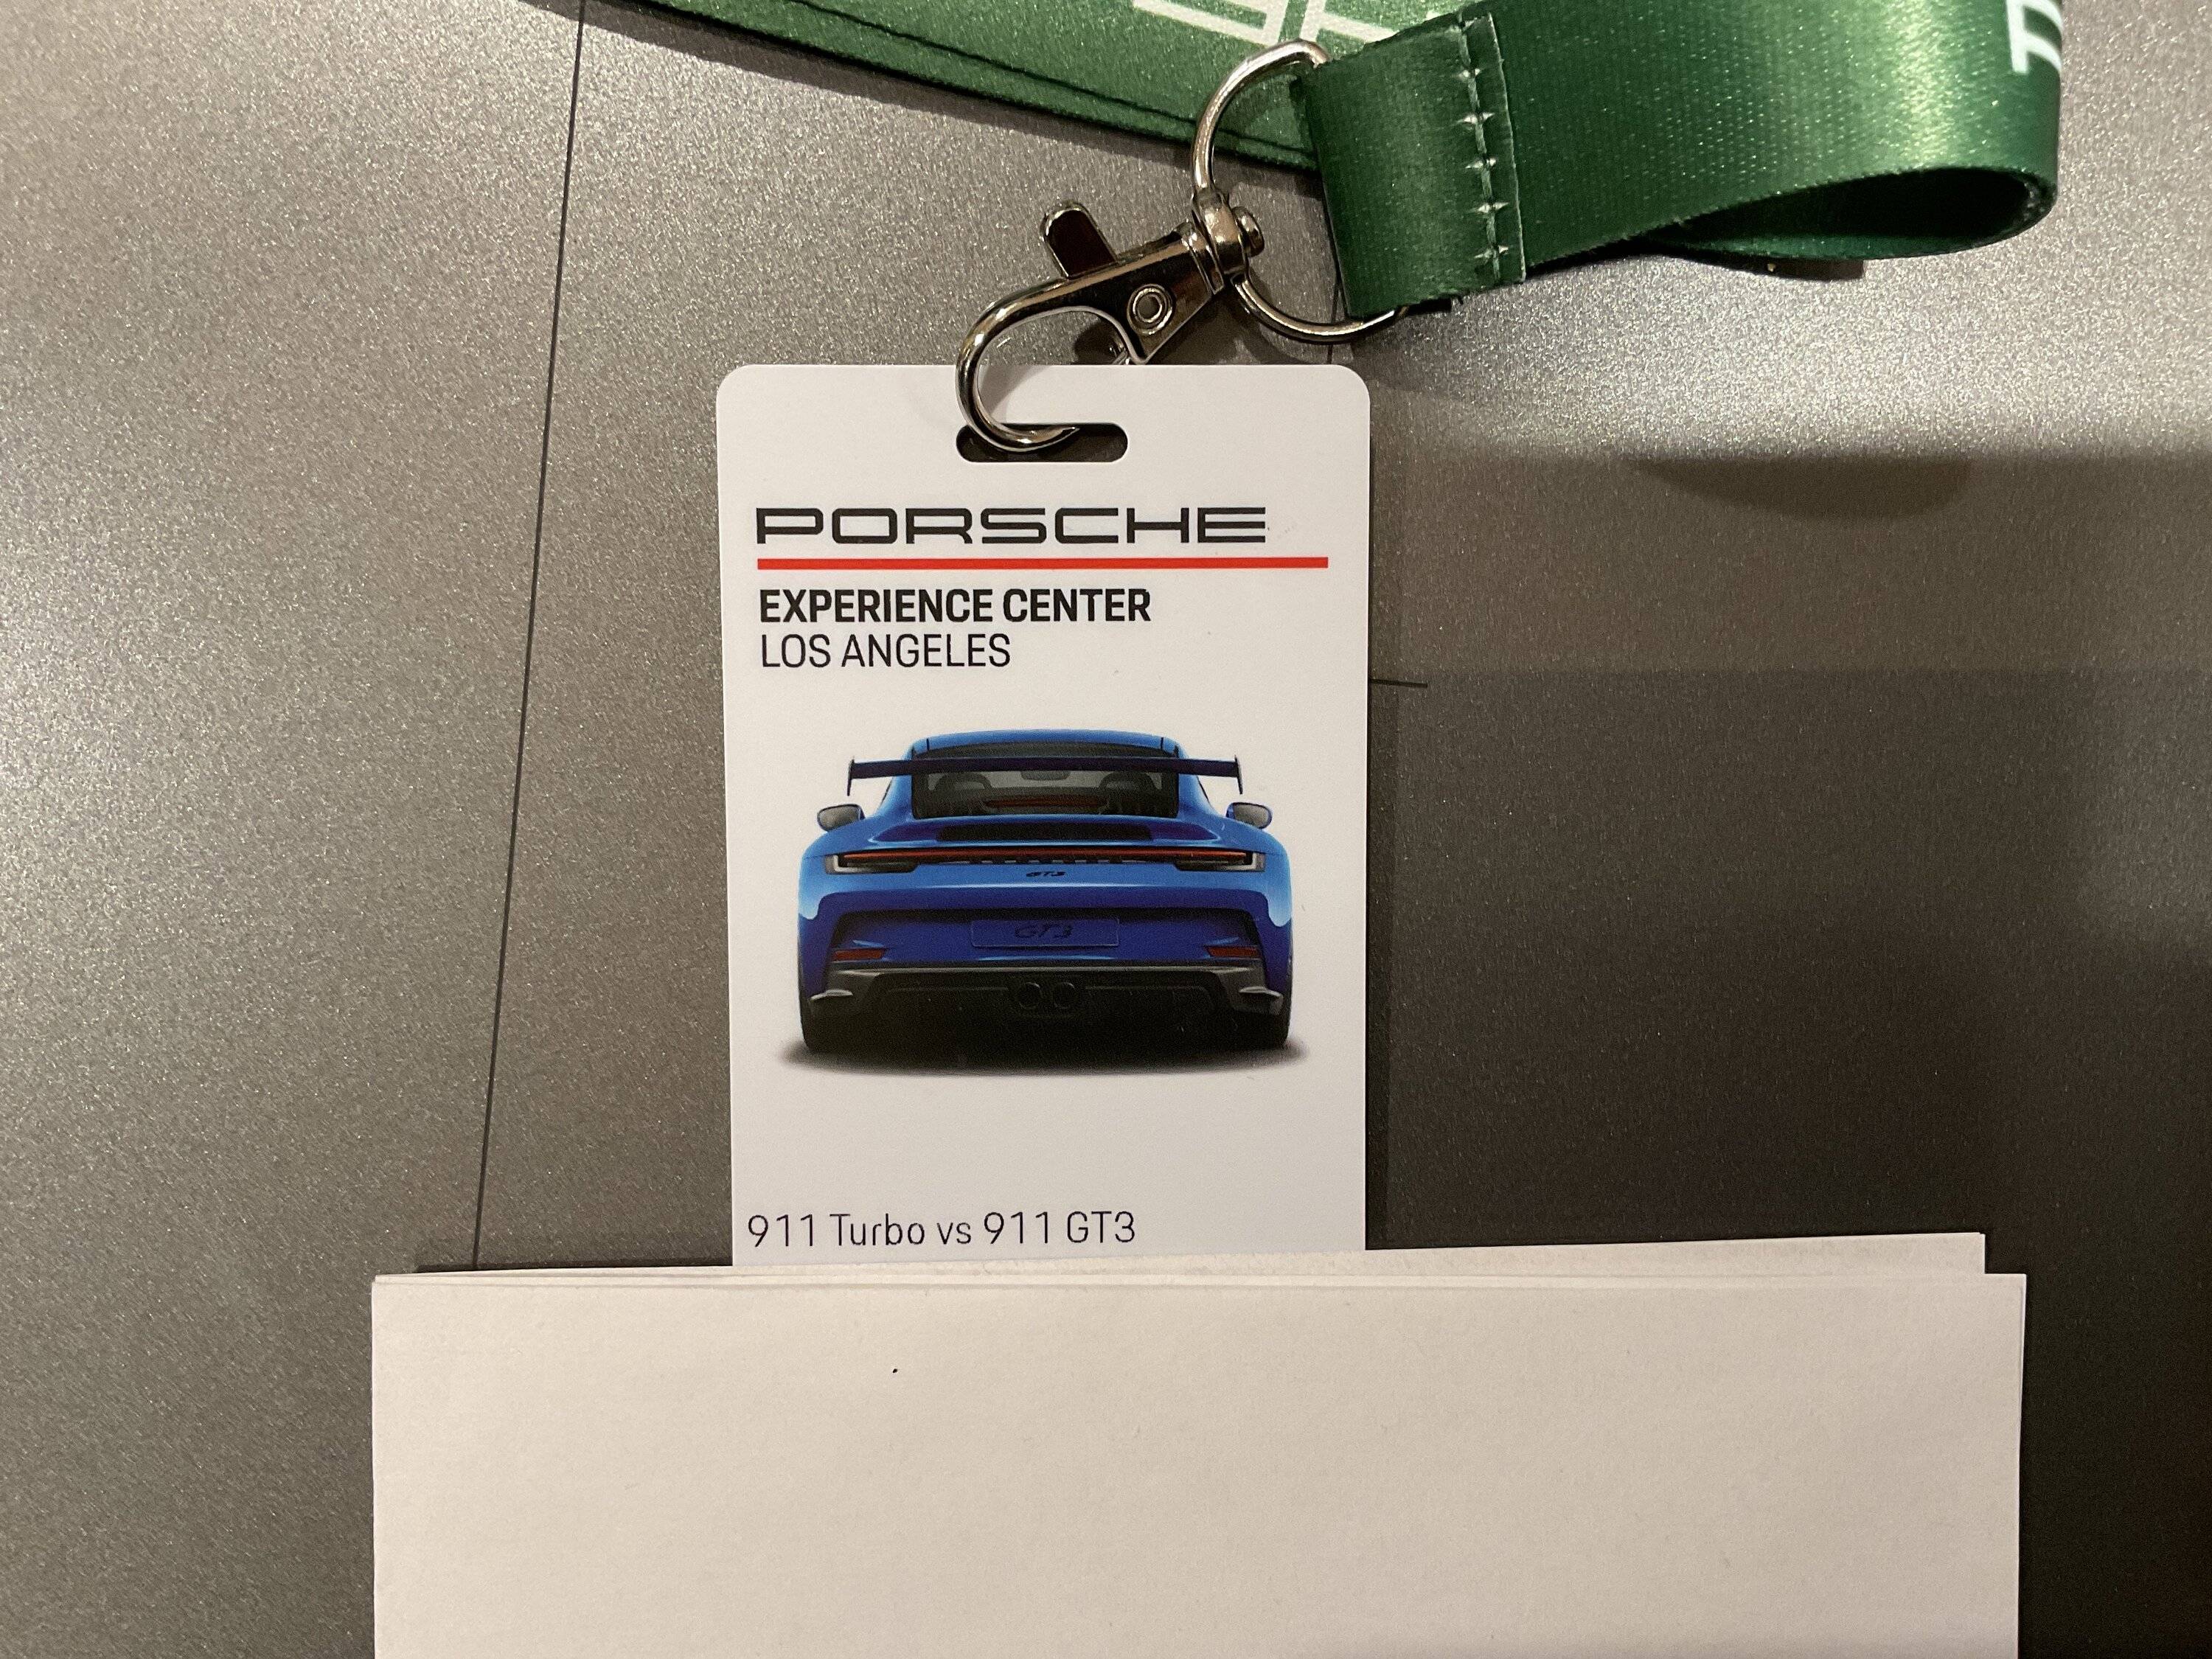 PORSCHE
EXPERIENCE CENTER
LOS ANGELES
GT3
GT3
911 Turbo vs 911 GT3